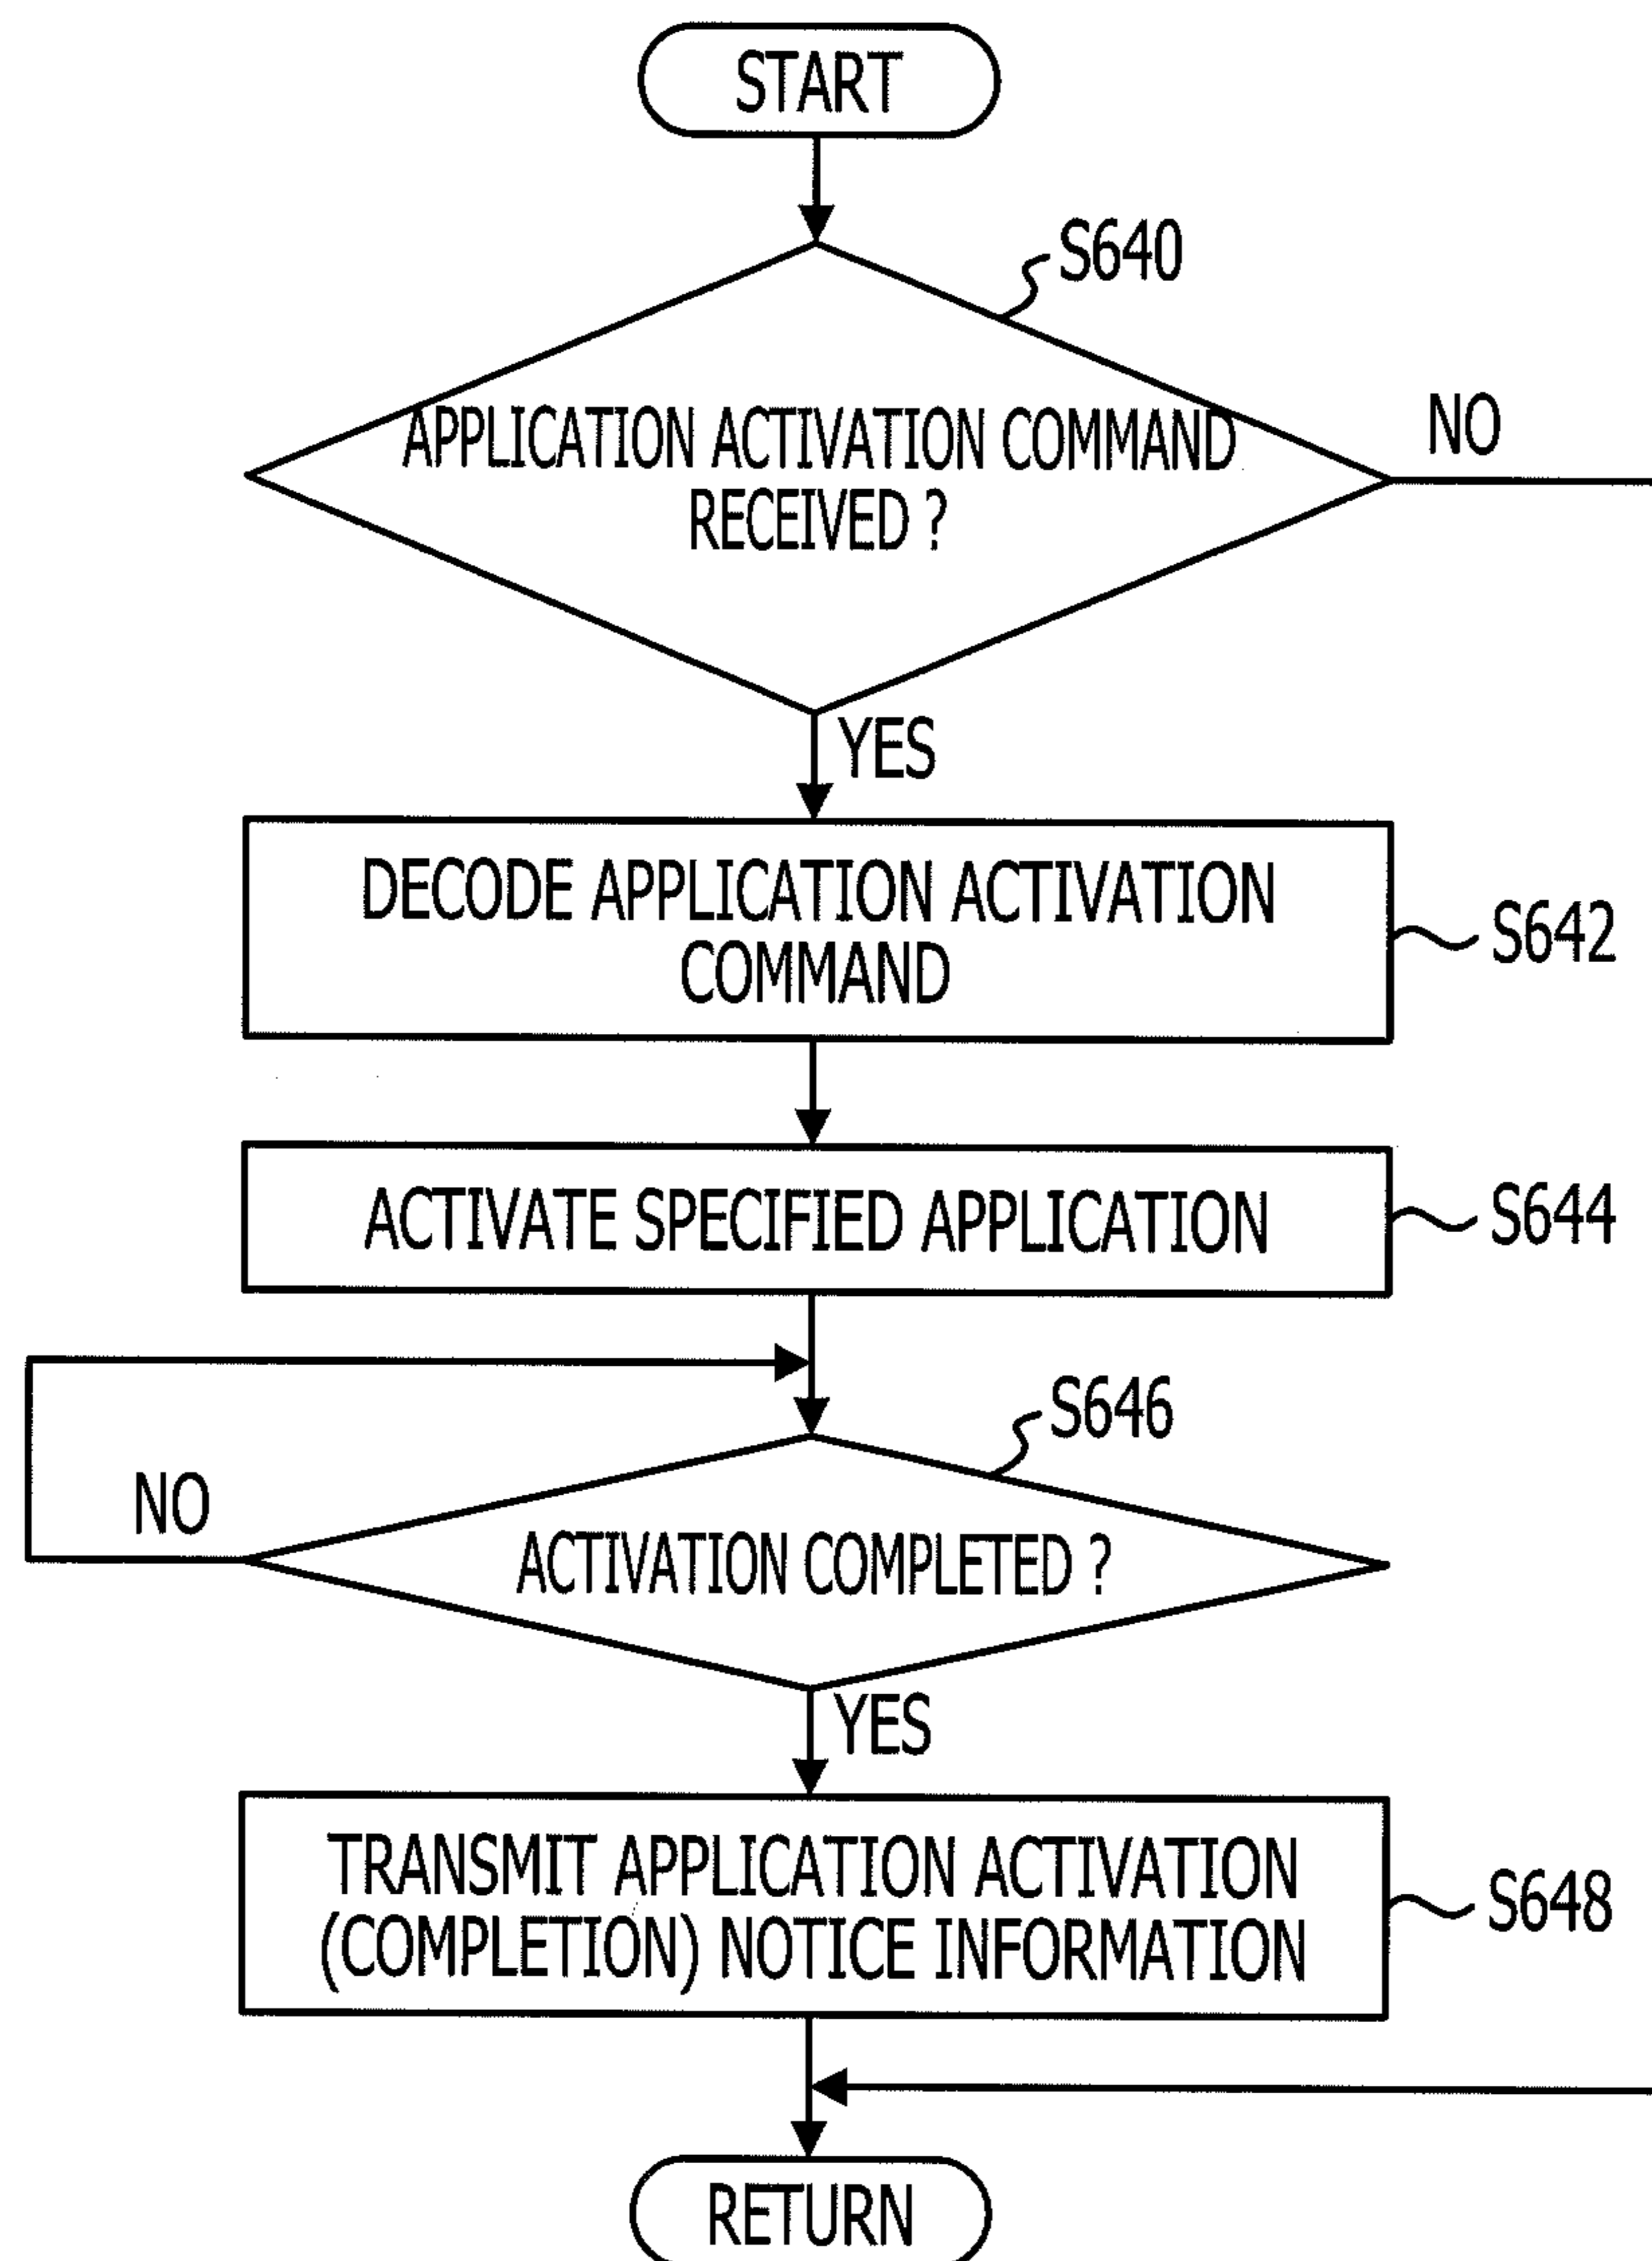 START
S640
APPLICATION ACTIVATION COMMAND
RECEIVED ?
NO
YES
DECODE APPLICATION ACTIVATION
COMMAND
S642
ACTIVATE SPECIFIED APPLICATION
S644
S646
NO
ACTIVATION COMPLETED ?
YES
TRANSMIT APPLICATION ACTIVATION
(COMPLETION) NOTICE INFORMATION
S648
RETURN